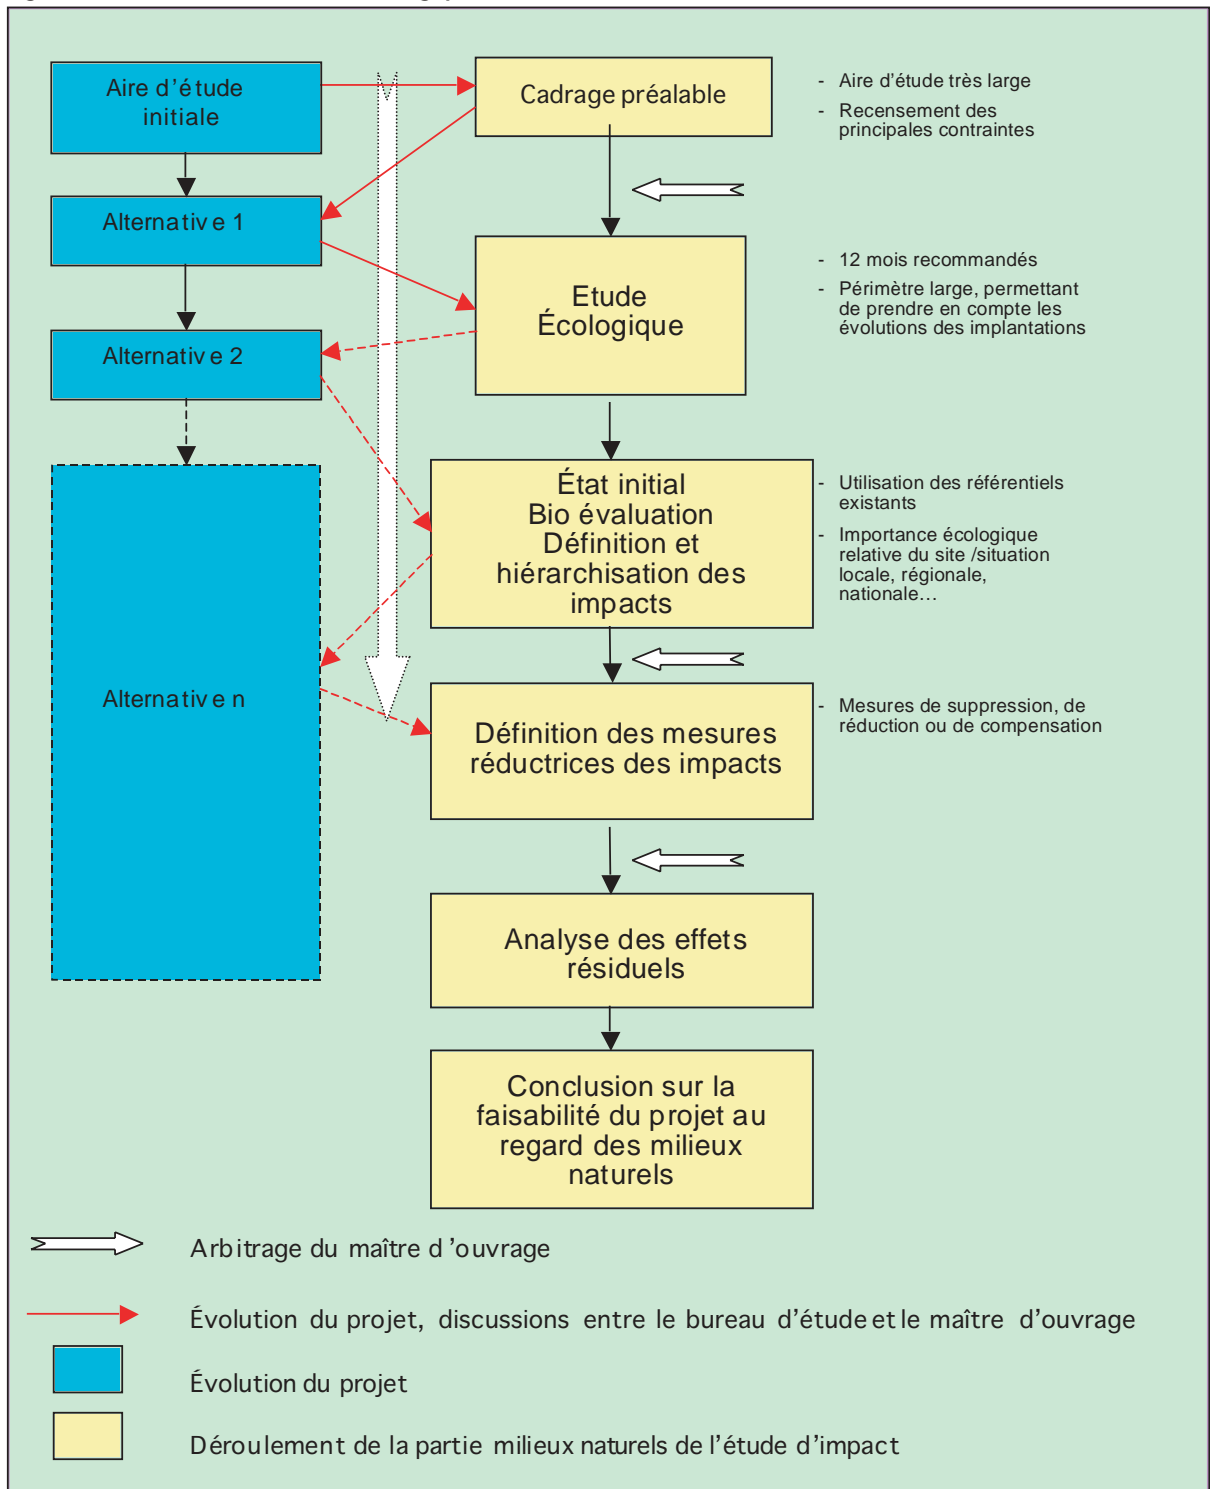 Aire d'étude
initiale
Cadrage préalable
- Aire d'étude très large
- Recensement des
principales contraintes
Alternative 1
Etude
Écologique
- 12 mois recommandés
- Périmètre large, permettant
de prendre en compte les
évolutions des implantations
Alternative 2
État initial
Bio évaluation
Définition et
hiérarchisation des
impacts
- Utilisation des référentiels
existants
- Importance écologique
relative du site /situation
locale, régionale,
nationale…
Alternative n
Définition des mesures
réductrices des impacts
- Mesures de suppression, de
réduction ou de compensation
Analyse des effets
résiduels
Conclusion sur la
faisabilité du projet au
regard des milieux
naturels
Arbitrage du maître d'ouvrage
Évolution du projet, discussions entre le bureau d'étude et le maître d'ouvrage
Évolution du projet
Déroulement de la partie milieux naturels de l'étude d'impact